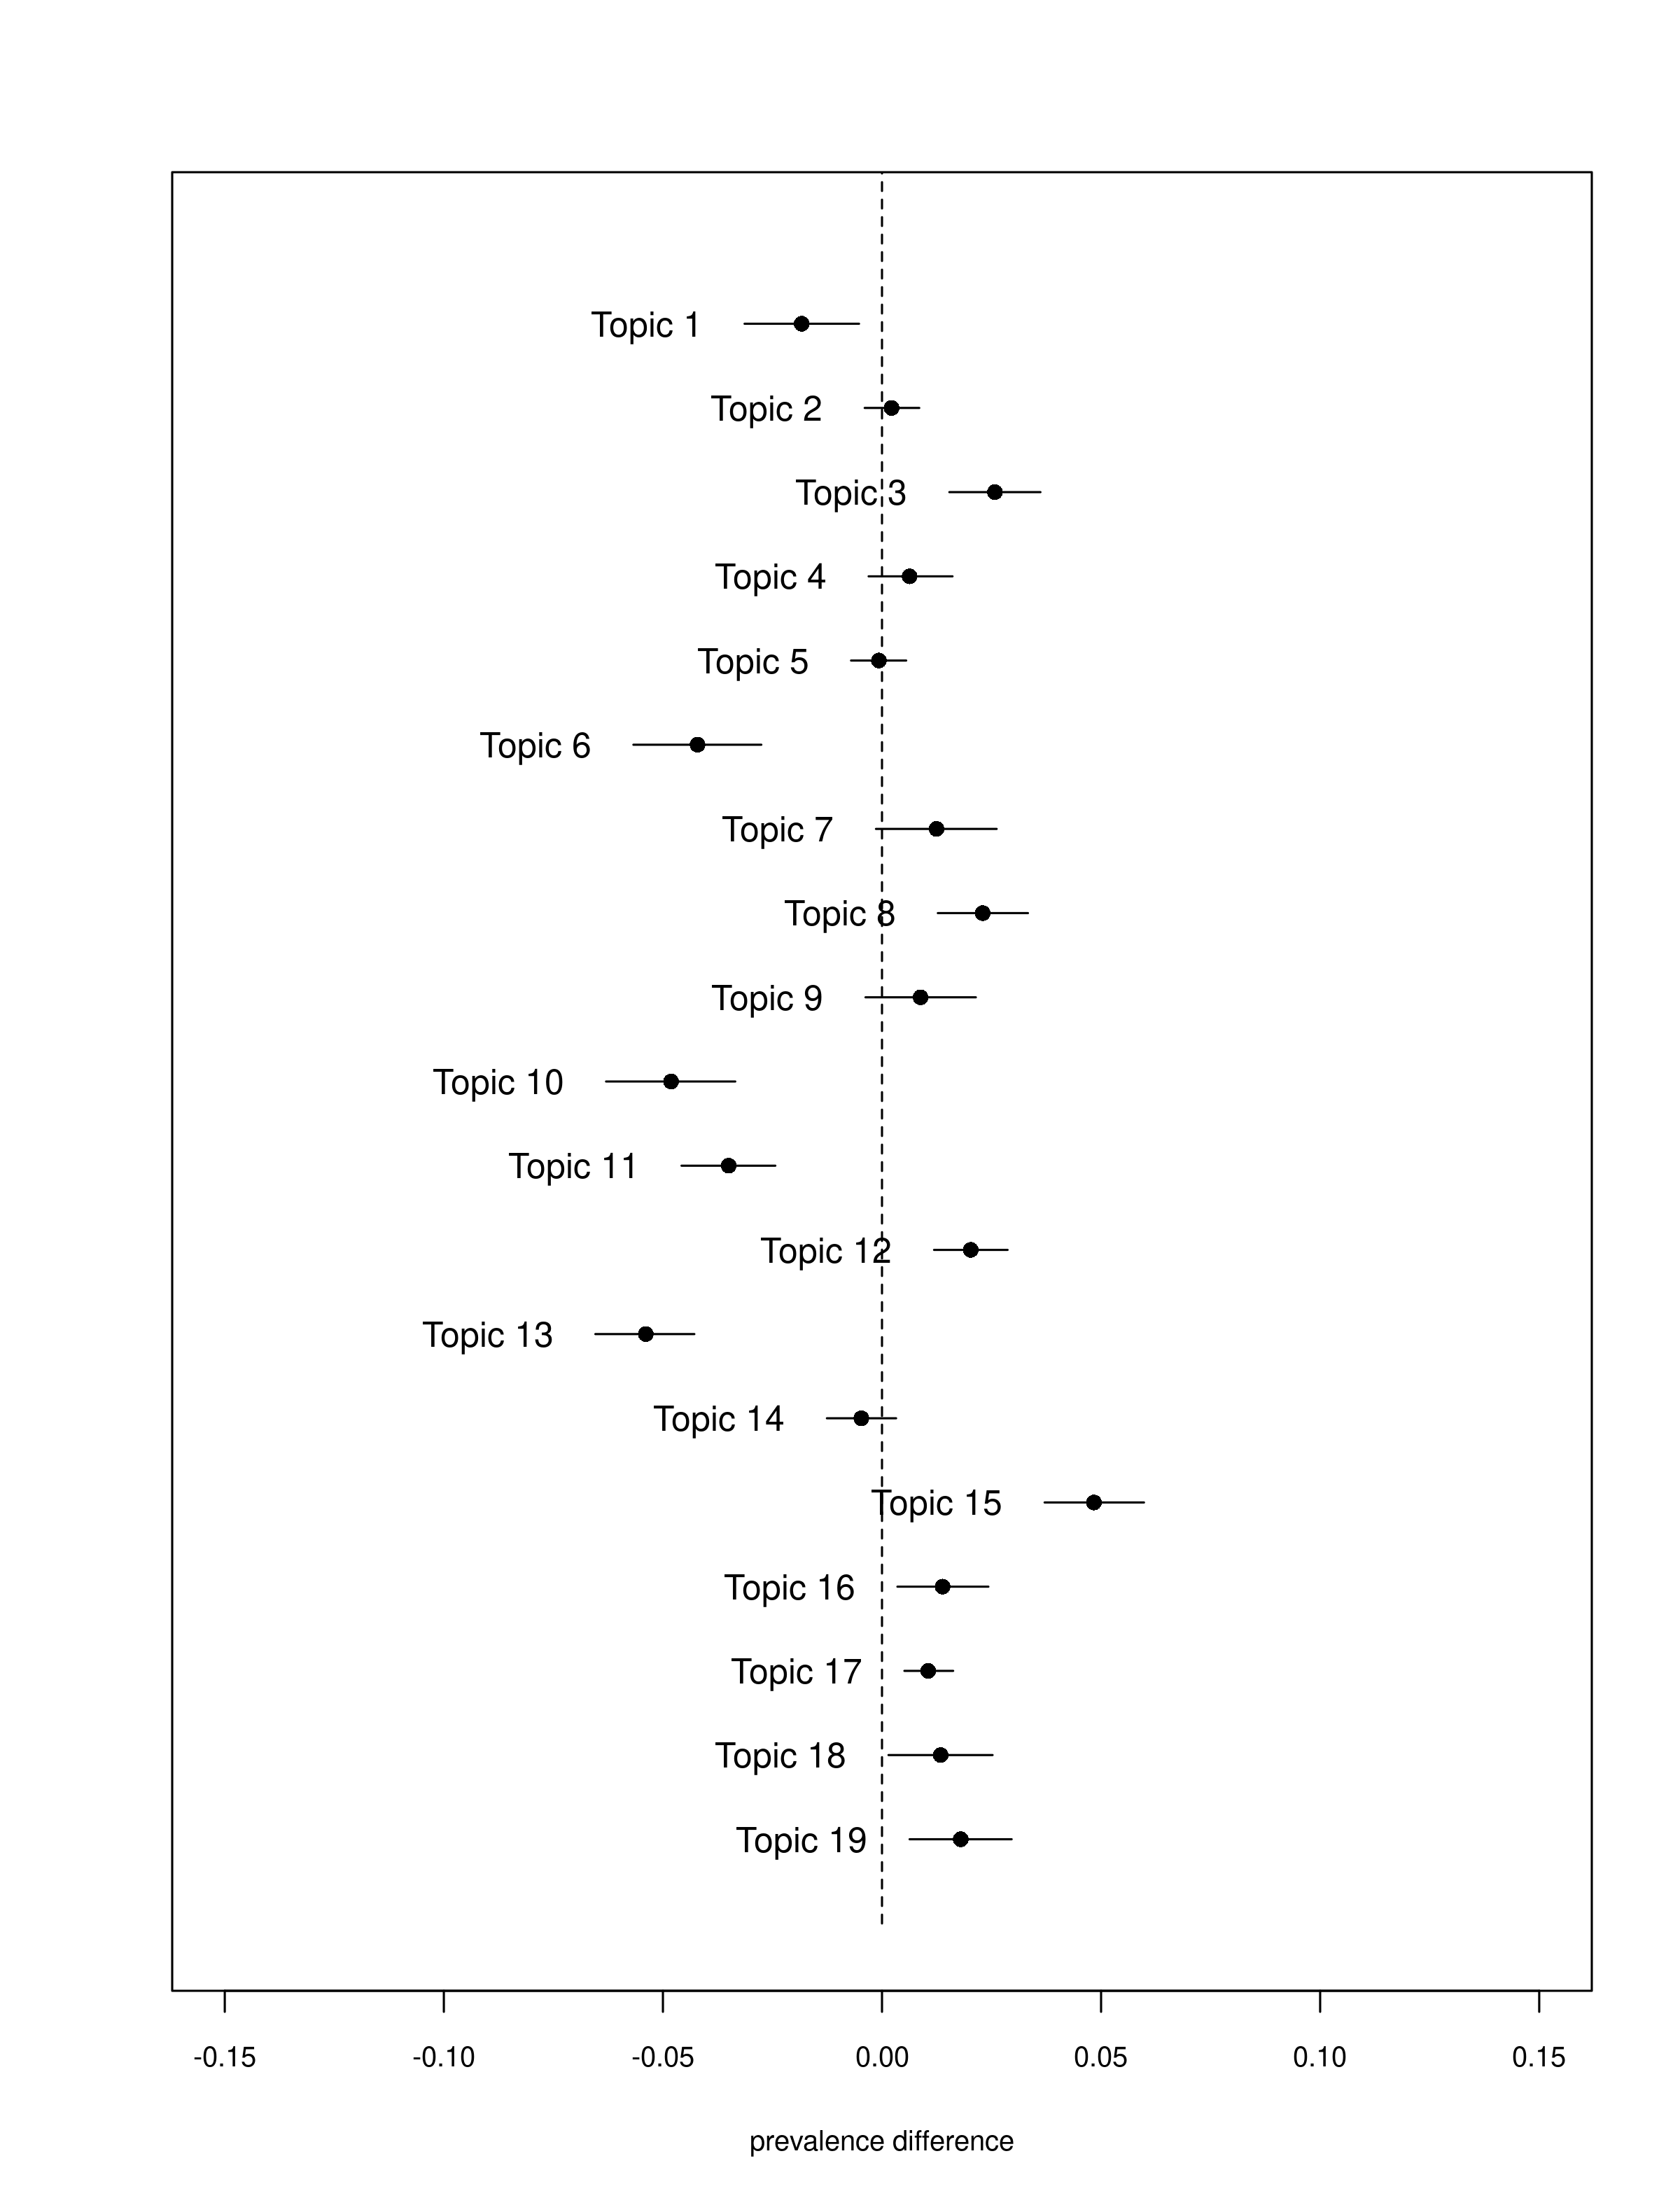 Topic 1
Topic 2
Topic 3
Topic 4
Topic 5
Topic 6
Topic 7
Topic 8
Topic 9
Topic 10
Topic 11
Topic 12
Topic 13
Topic 14
Topic 15
Topic 16
Topic 17
Topic 18
Topic 19
-0.15 -0.10 -0.05 0.00 0.05 0.10 0.15
prevalence difference